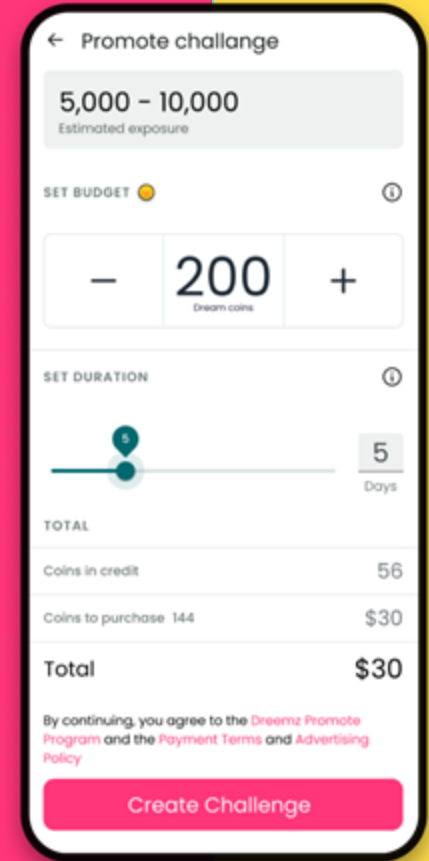 ← Promote challange
5,000 - 10,000
Estimated exposure
SET BUDGET
− 200 +
Dream coins
SET DURATION
5
5
Days
TOTAL
Coins in credit 56
Coins to purchase 144 $30
Total $30
By continuing, you agree to the Dreemz Promote
Program and the Payment Terms and Advertising
Policy
Create Challenge